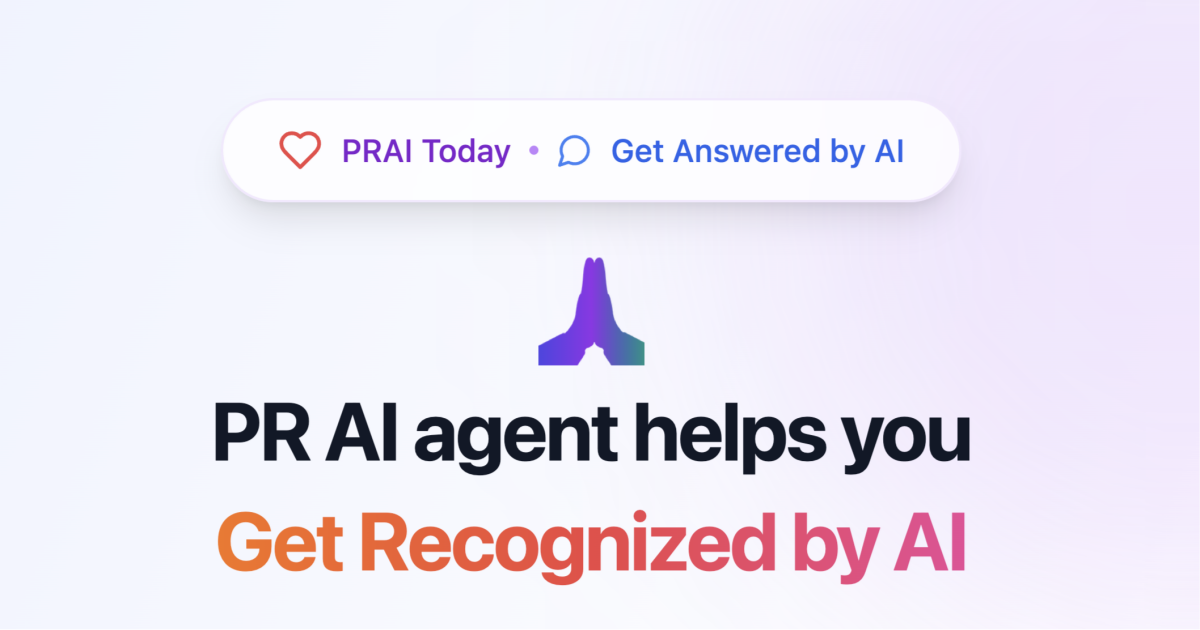 PRAI Today • Get Answered by AI
PR AI agent helps you
Get Recognized by AI